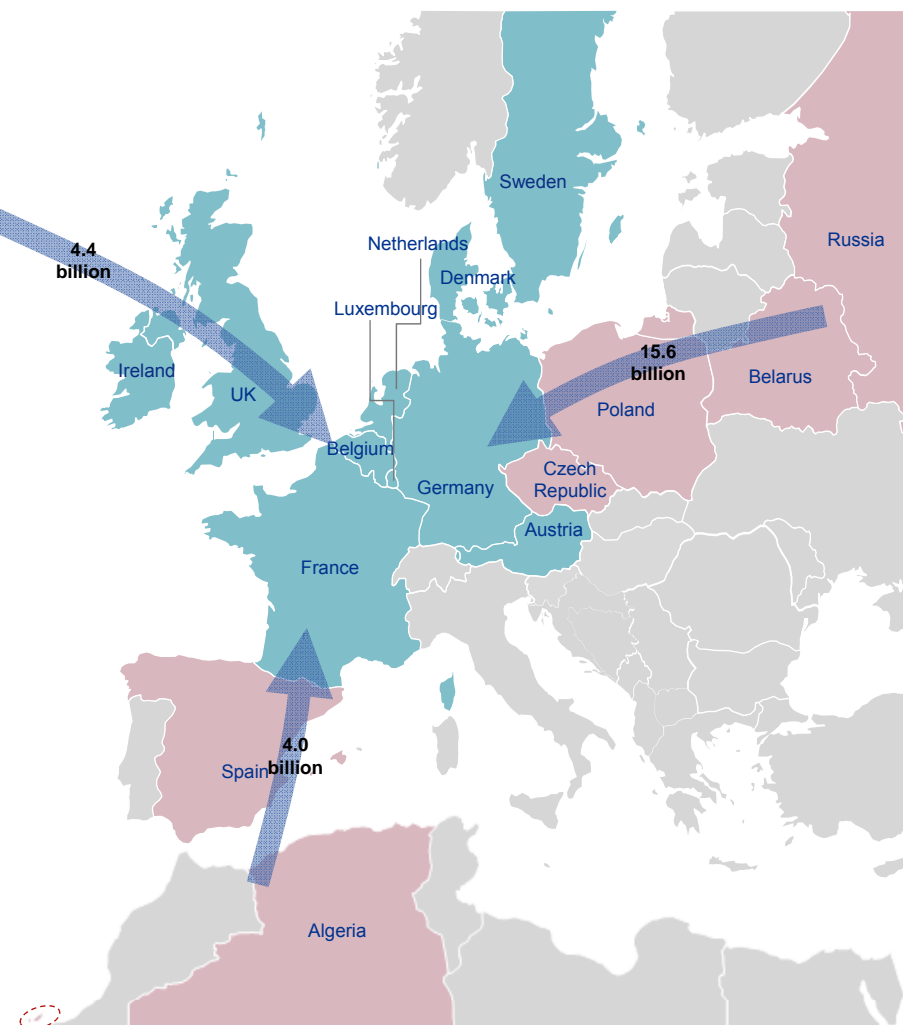 Sweden
Netherlands
Russia
4.4
billion
Denmark
Luxembourg
15.6
billion
Ireland
UK
Belarus
Poland
Belgium
Czech
Republic
Germany
Austria
France
4.0
billion
Spain
Algeria